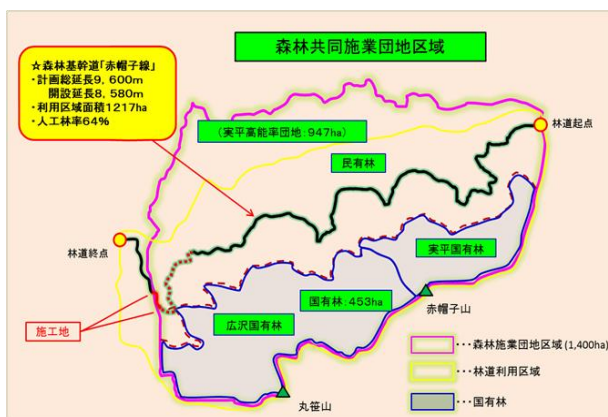 森林共同施業団地区域
☆森林基幹道「赤帽子線」
・計画総延長9，600m
開設延長8，580m
・利用区域面積1217ha
・人工林率64%
（実平高能率団地：947ha）
林道起点
民有林
林道終点
実平国有林
国有林：453ha
赤帽子山
広沢国有林
施工地
丸笹山
・・・森林施業団地区域(1,400ha)
・・・林道利用区域
・・・国有林